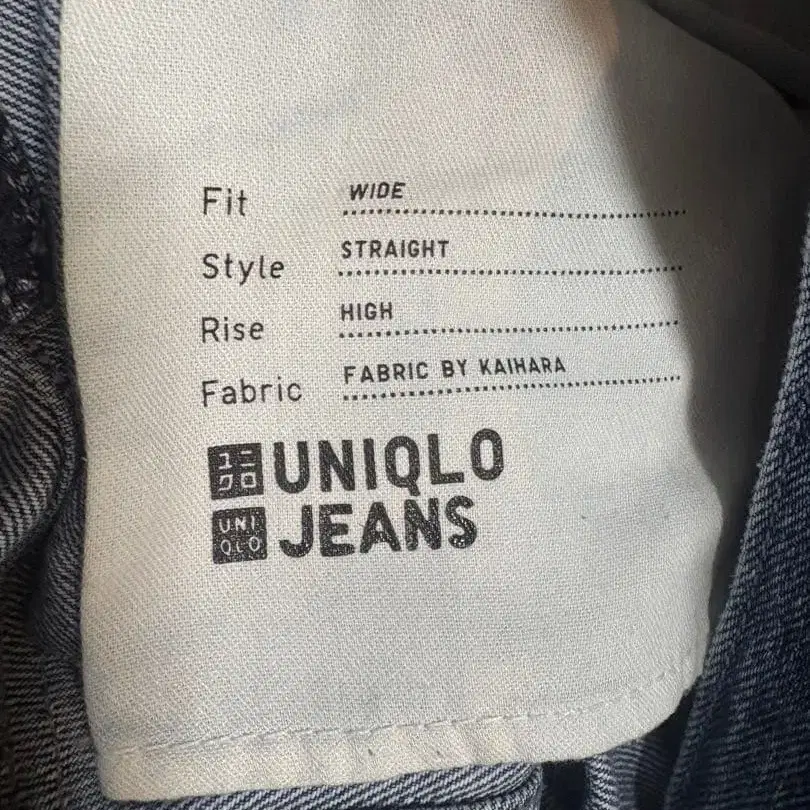 Fit WIDE
Style STRAIGHT
Rise HIGH
Fabric FABRIC BY KAIHARA
ユニ
クロ
UNIQLO
UNI
QLO
JEANS